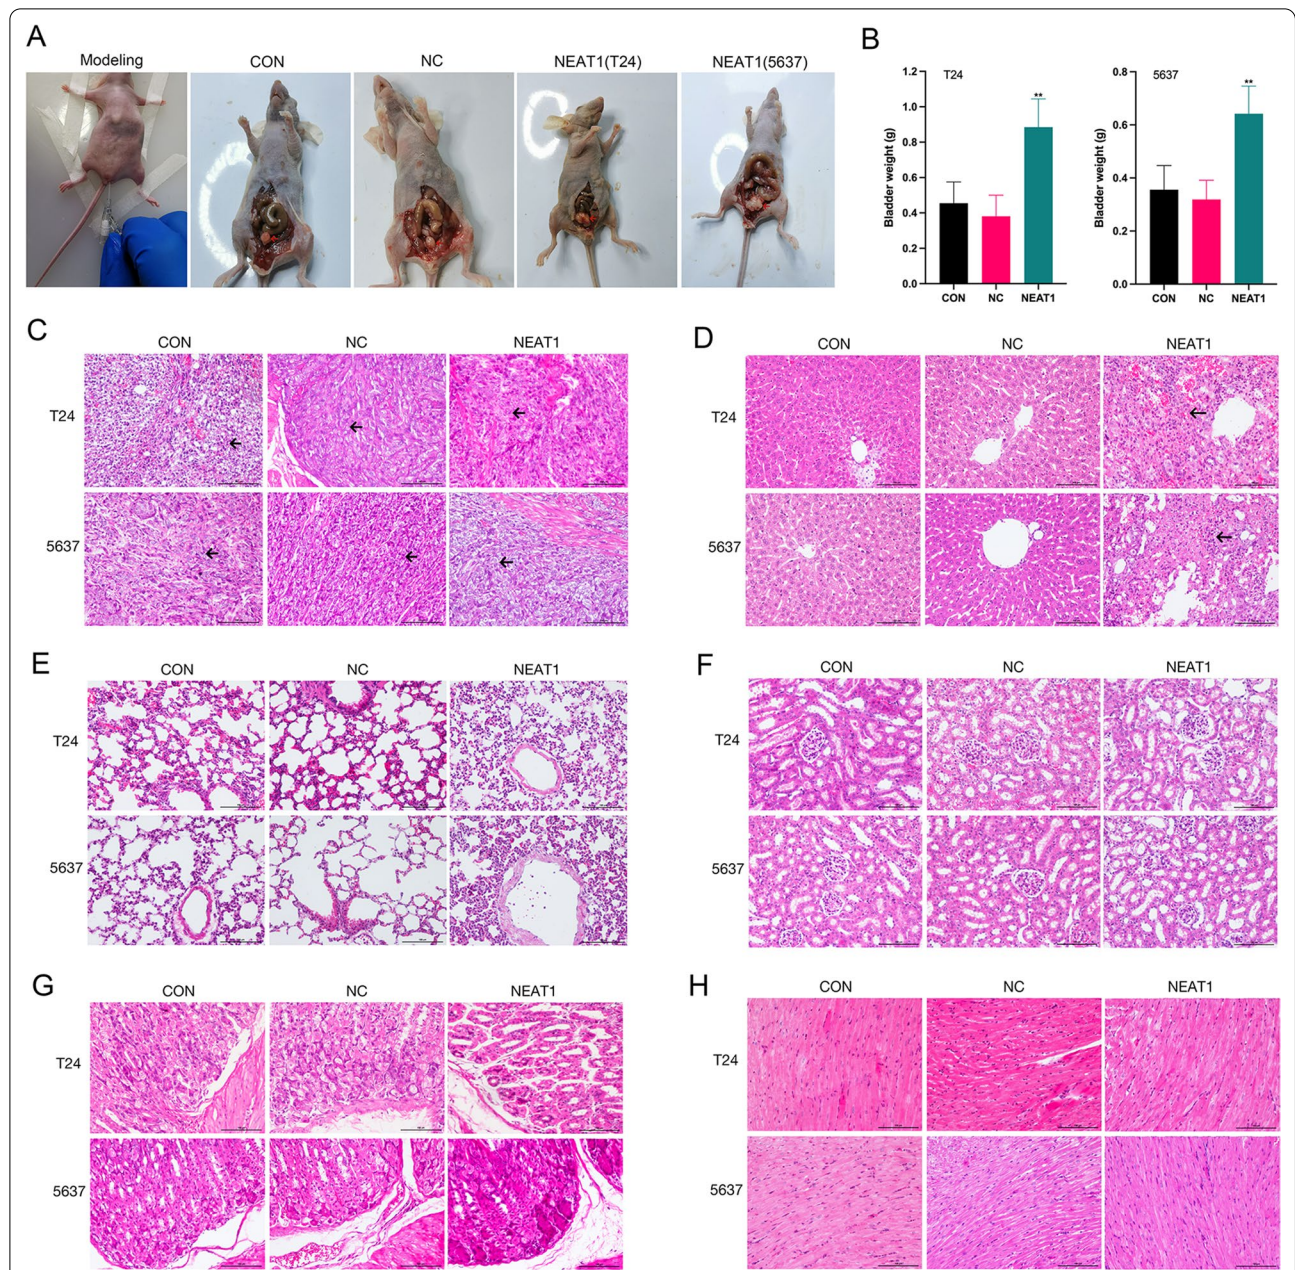 A
Modeling
CON
NC
NEAT1(T24)
NEAT1(5637)
B
T24
Bladder weight (g)
1.2
1.0
0.8
0.6
0.4
0.2
0.0
**
CON
NC
NEAT1
5637
Bladder weight (g)
0.8
0.6
0.4
0.2
0.0
**
CON
NC
NEAT1
C
CON
NC
NEAT1
T24
5637
D
CON
NC
NEAT1
T24
5637
E
CON
NC
NEAT1
T24
5637
F
CON
NC
NEAT1
T24
5637
G
CON
NC
NEAT1
T24
5637
H
CON
NC
NEAT1
T24
5637